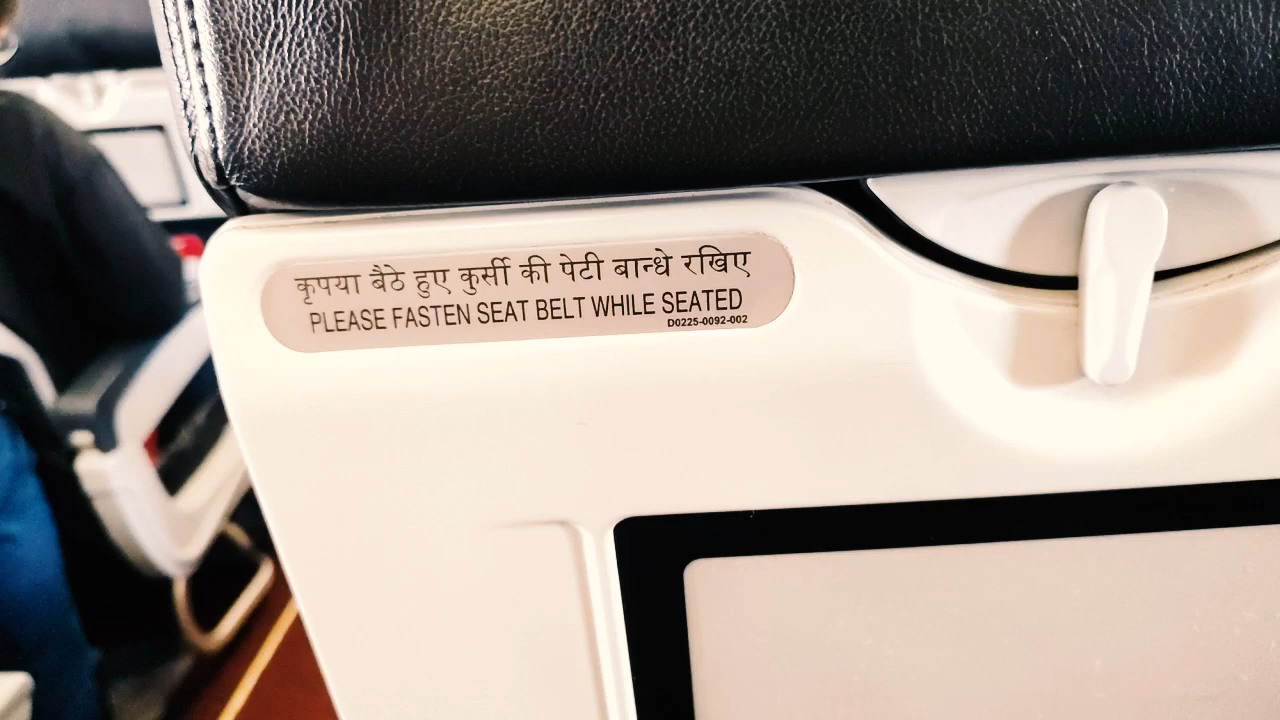 कृपया बैठे हुए कुर्सी की पेटी बान्धे रखिए
PLEASE FASTEN SEAT BELT WHILE SEATED
D0225-0092-002